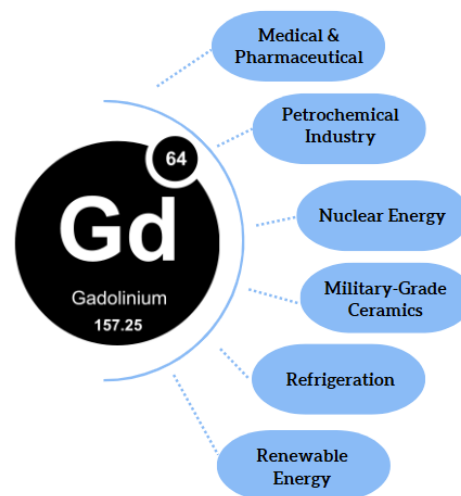 Medical &
Pharmaceutical
Petrochemical
Industry
64
Gd
Gadolinium
157.25
Nuclear Energy
Military-Grade
Ceramics
Refrigeration
Renewable
Energy